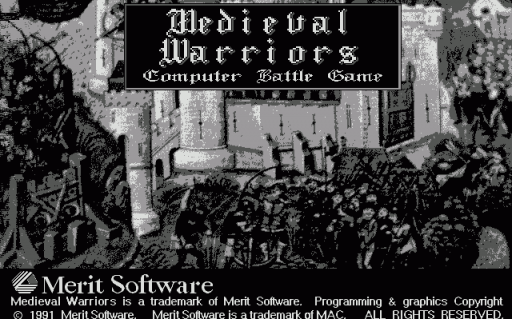 Medieval
Warriors
Computer Battle Game
Merit Software
Medieval Warriors is a trademark of Merit Software. Programming & graphics Copyright
© 1991 Merit Software. Merit Software is a trademark of MAC. ALL RIGHTS RESERVED.